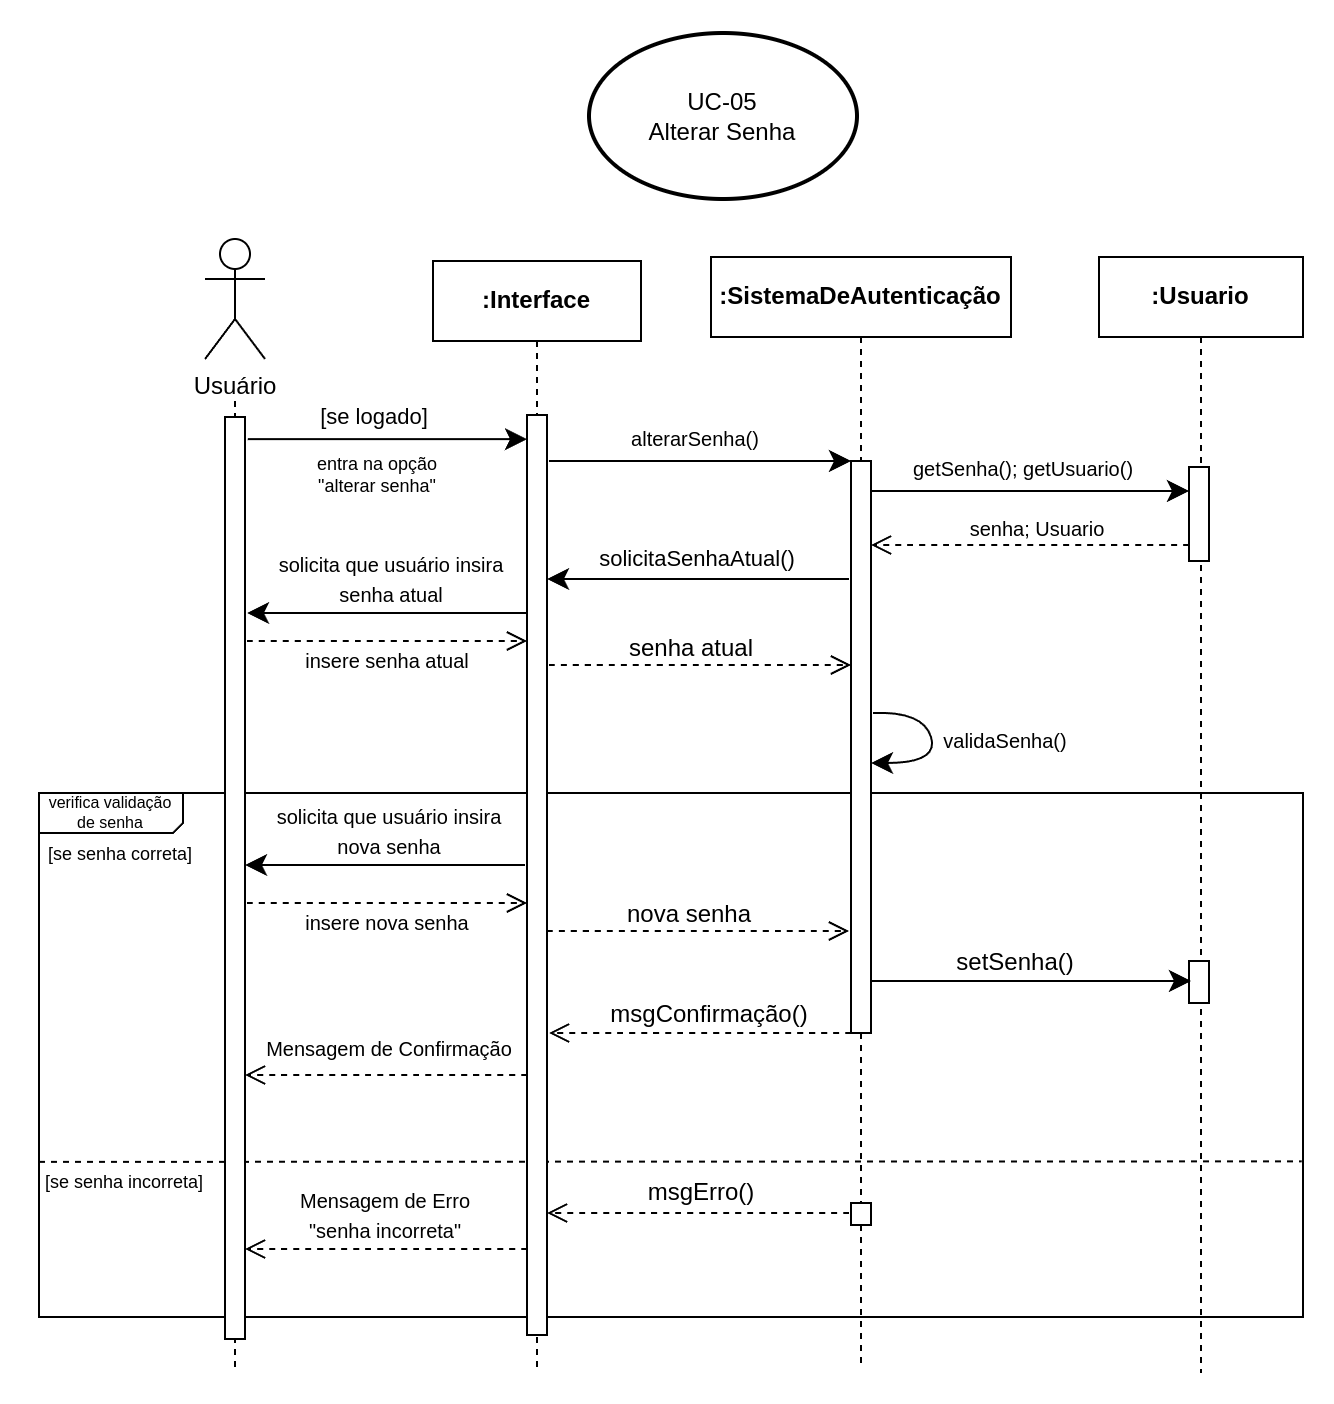 UC-05
Alterar Senha
Usuário
:Interface
:SistemaDeAutenticação
:Usuario
[se logado]
entra na opção
"alterar senha"
alterarSenha()
getSenha(); getUsuario()
senha; Usuario
solicitaSenhaAtual()
solicita que usuário insira
senha atual
insere senha atual
senha atual
validaSenha()
verifica validação
de senha
[se senha correta]
solicita que usuário insira
nova senha
insere nova senha
nova senha
setSenha()
msgConfirmação()
Mensagem de Confirmação
[se senha incorreta]
msgErro()
Mensagem de Erro
"senha incorreta"